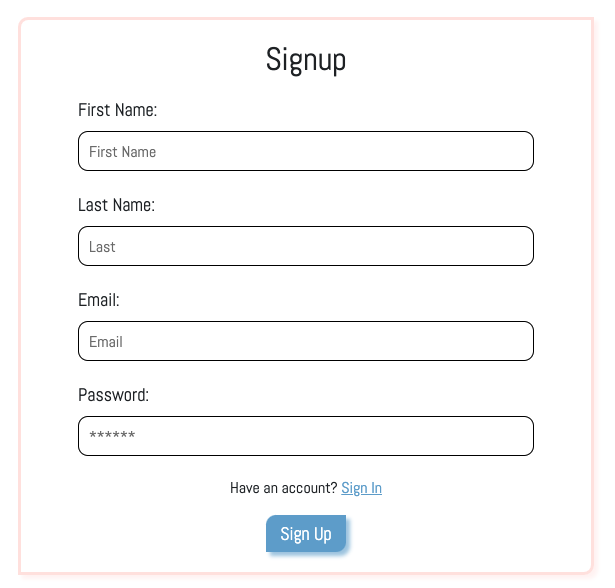 Signup
First Name:
First Name
Last Name:
Last
Email:
Email
Password:
******
Have an account? Sign In
Sign Up